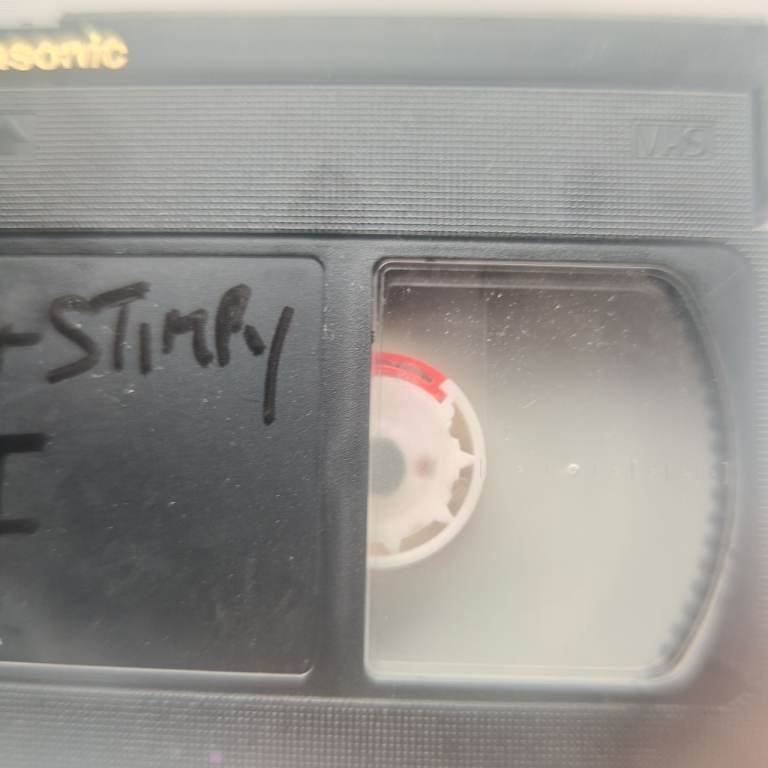 asonic
VHS
+STIMPY
I